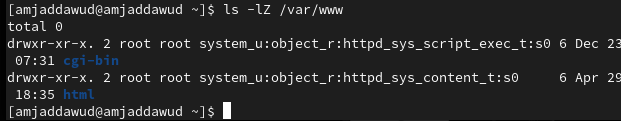 [amjaddawud@amjaddawud ~]$ ls -lZ /var/www
total 0
drwxr-xr-x. 2 root root system_u:object_r:httpd_sys_script_exec_t:s0 6 Dec 23
07:31 cgi-bin
drwxr-xr-x. 2 root root system_u:object_r:httpd_sys_content_t:s0     6 Apr 29
18:35 html
[amjaddawud@amjaddawud ~]$